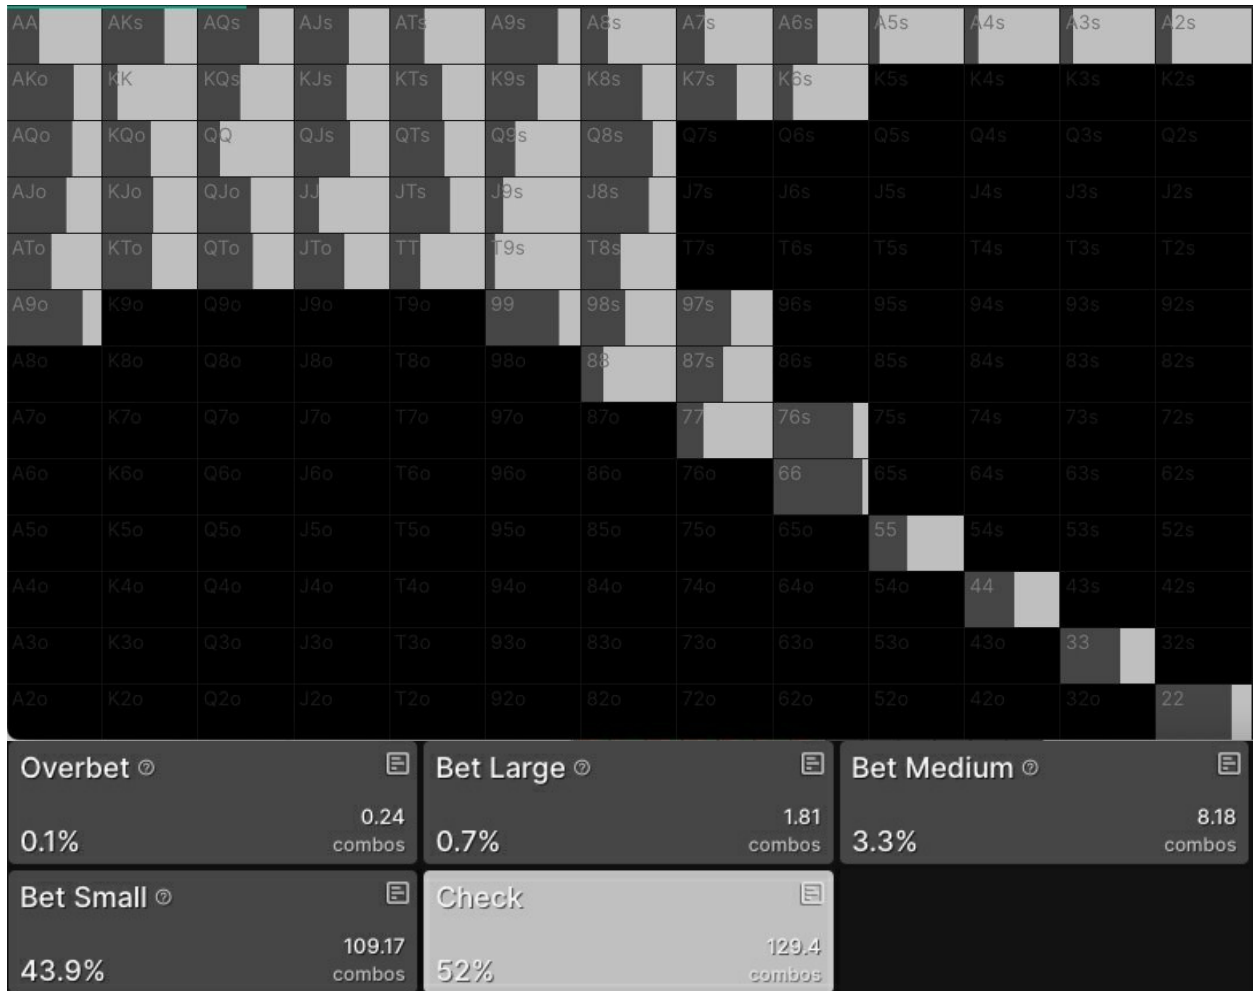 AA AKs AQs AJs ATs A9s A8s A7s A6s A5s A4s A3s A2s
AKo KK KQs KJs KTs K9s K8s K7s K6s K5s K4s K3s K2s
AQo KQo QQ QJs QTs Q9s Q8s Q7s Q6s Q5s Q4s Q3s Q2s
AJo KJo QJo JJ JTs J9s J8s J7s J6s J5s J4s J3s J2s
ATo KTo QTo JTo TT T9s T8s T7s T6s T5s T4s T3s T2s
A9o K9o Q9o J9o T9o 99 98s 97s 96s 95s 94s 93s 92s
A8o K8o Q8o J8o T8o 98o 88 87s 86s 85s 84s 83s 82s
A7o K7o Q7o J7o T7o 97o 87o 77 76s 75s 74s 73s 72s
A6o K6o Q6o J6o T6o 96o 86o 76o 66 65s 64s 63s 62s
A5o K5o Q5o J5o T5o 95o 85o 75o 65o 55 54s 53s 52s
A4o K4o Q4o J4o T4o 94o 84o 74o 64o 54o 44 43s 42s
A3o K3o Q3o J3o T3o 93o 83o 73o 63o 53o 43o 33 32s
A2o K2o Q2o J2o T2o 92o 82o 72o 62o 52o 42o 32o 22
Overbet
0.24
0.1% combos
Bet Large
1.81
0.7% combos
Bet Medium
8.18
3.3% combos
Bet Small
109.17
43.9% combos
Check
129.4
52% combos